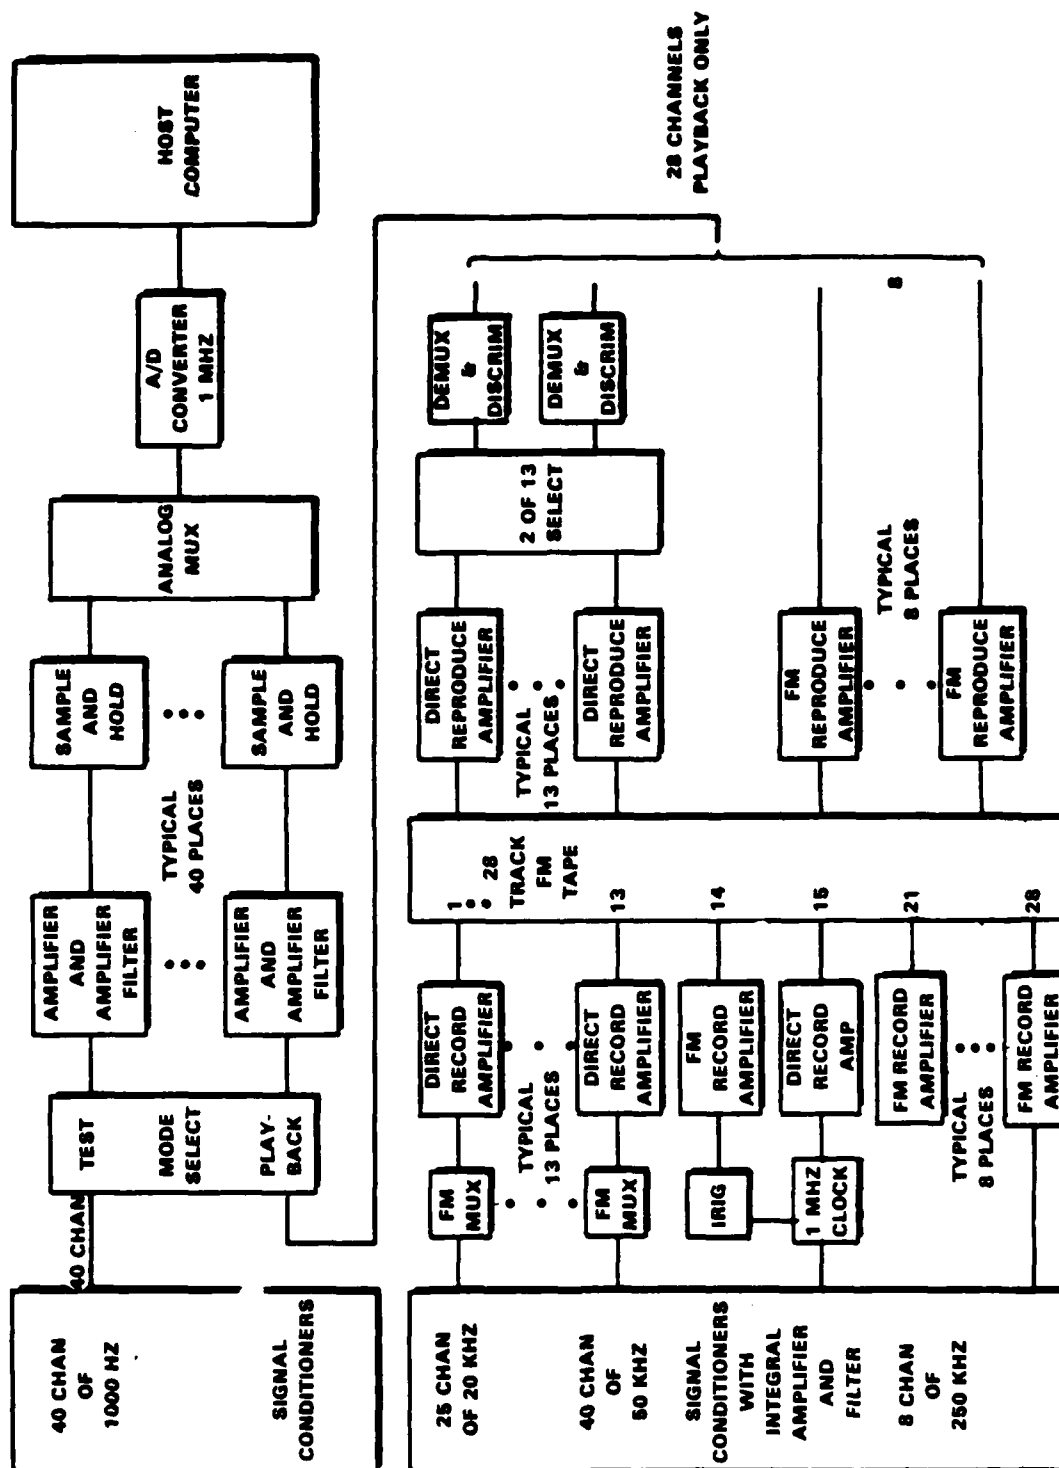 40 CHAN
OF
1000 HZ
SIGNAL
CONDITIONERS
40 CHAN
TEST
MODE
SELECT
PLAY-
BACK
AMPLIFIER
AND
AMPLIFIER
FILTER
AMPLIFIER
AND
AMPLIFIER
FILTER
TYPICAL
40 PLACES
SAMPLE
AND
HOLD
SAMPLE
AND
HOLD
ANALOG
MUX
A/D
CONVERTER
1 MHZ
HOST
COMPUTER
25 CHAN
OF 20 KHZ
40 CHAN
OF
50 KHZ
SIGNAL
CONDITIONERS
WITH
INTEGRAL
AMPLIFIER
AND
FILTER
8 CHAN
OF
250 KHZ
FM
MUX
TYPICAL
13 PLACES
FM
MUX
IRIG
1 MHZ
CLOCK
DIRECT
RECORD
AMPLIFIER
DIRECT
RECORD
AMPLIFIER
FM
RECORD
AMPLIFIER
DIRECT
RECORD
AMP
FM RECORD
AMPLIFIER
TYPICAL
8 PLACES
FM RECORD
AMPLIFIER
1
28
TRACK
FM
TAPE
13
14
15
21
28
DIRECT
REPRODUCE
AMPLIFIER
TYPICAL
13 PLACES
DIRECT
REPRODUCE
AMPLIFIER
FM
REPRODUCE
AMPLIFIER
TYPICAL
8 PLACES
FM
REPRODUCE
AMPLIFIER
2 OF 13
SELECT
DEMUX
&
DISCRIM
DEMUX
&
DISCRIM
8
28 CHANNELS
PLAYBACK ONLY